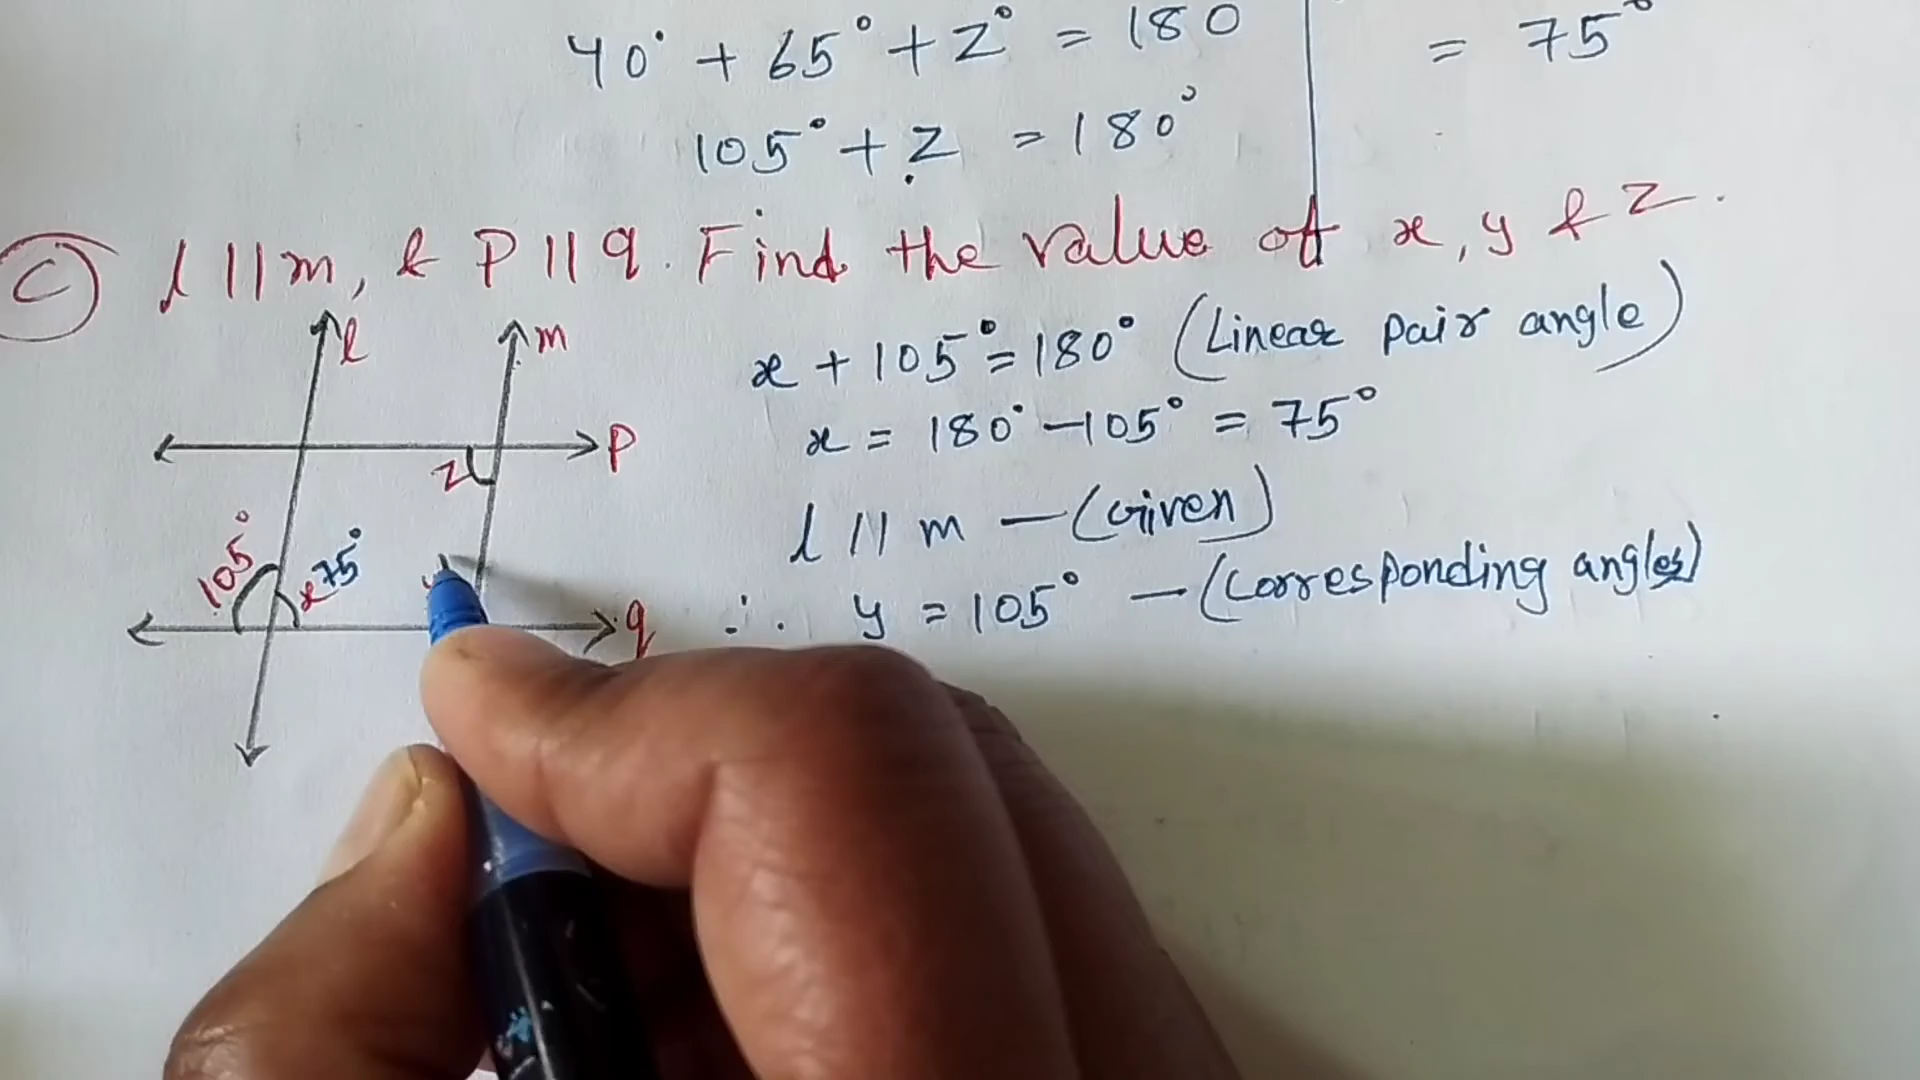 40° + 65° + Z° = 180
= 75°
105° + Z = 180°
C) l || m, & P || q. Find the value of x, y & z.
l
m
x + 105° = 180° (Linear pair angle)
x = 180° - 105° = 75°
P
z
l || m — (Given)
105°
x 75°
q
∴ y = 105° — (Corresponding angles)